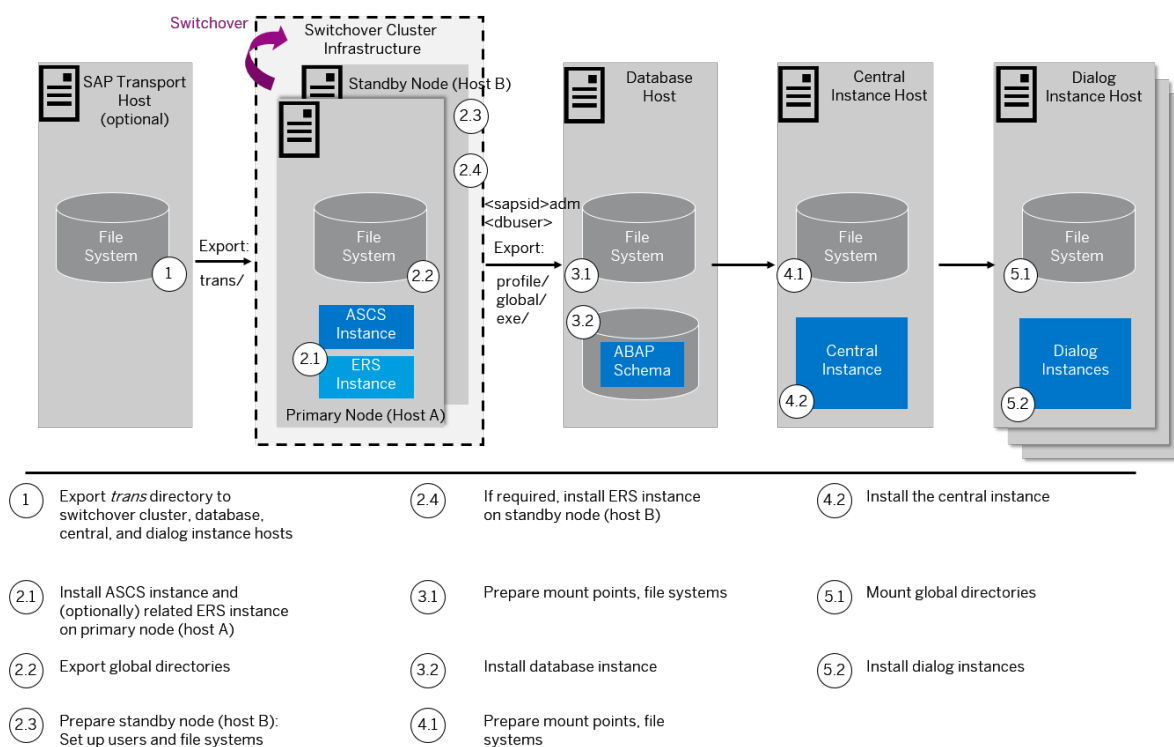 Switchover
Switchover Cluster
Infrastructure
SAP Transport
Host
(optional)
Standby Node (Host B)
Database
Host
Central
Instance Host
Dialog
Instance Host
2.3
2.4
<sapsid>adm
<dbuser>
File
System
1
Export:
trans/
File
System
2.2
Export:
profile/
global/
exe/
File
System
3.1
File
System
4.1
File
System
5.1
ASCS
Instance
2.1
ERS
Instance
Primary Node (Host A)
3.2
ABAP
Schema
Central
Instance
4.2
Dialog
Instances
5.2
1 Export trans directory to
switchover cluster, database,
central, and dialog instance hosts
2.1 Install ASCS instance and
(optionally) related ERS instance
on primary node (host A)
2.2 Export global directories
2.3 Prepare standby node (host B):
Set up users and file systems
2.4 If required, install ERS instance
on standby node (host B)
3.1 Prepare mount points, file systems
3.2 Install database instance
4.1 Prepare mount points, file
systems
4.2 Install the central instance
5.1 Mount global directories
5.2 Install dialog instances